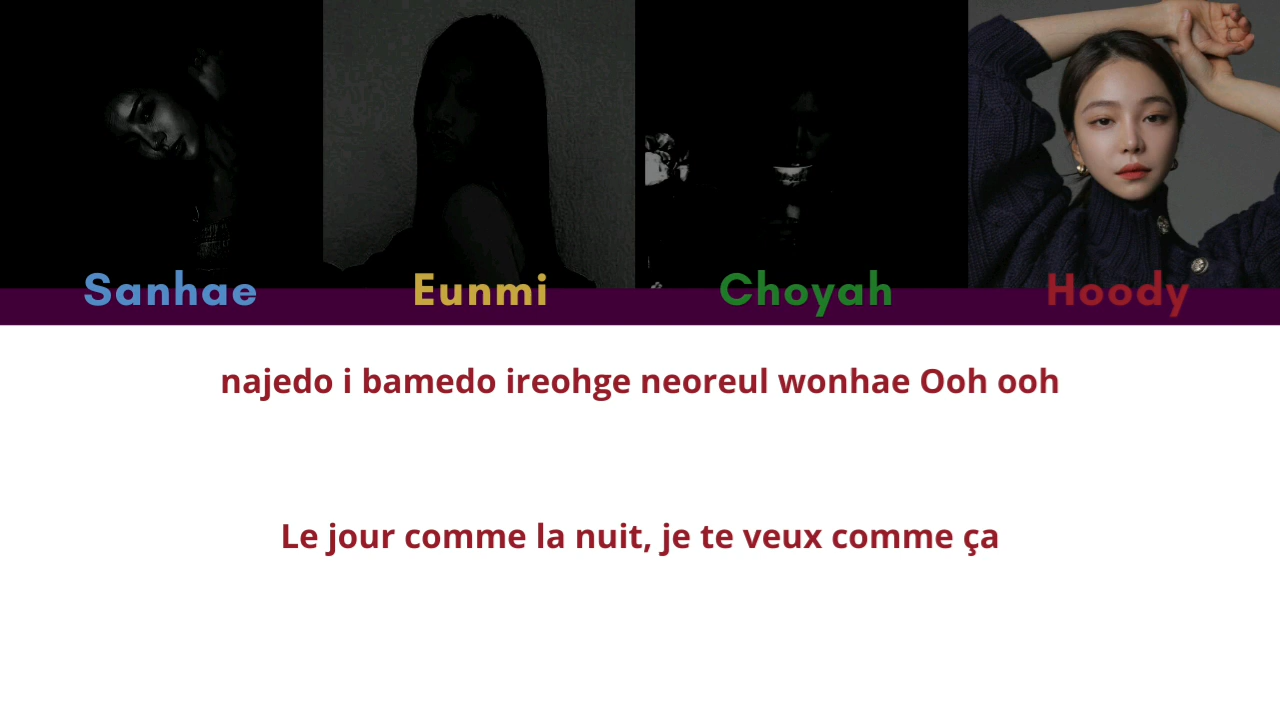 Sanhae Eunmi Choyah Hoody
najedo i bamedo ireohge neoreul wonhae Ooh ooh
Le jour comme la nuit, je te veux comme ça